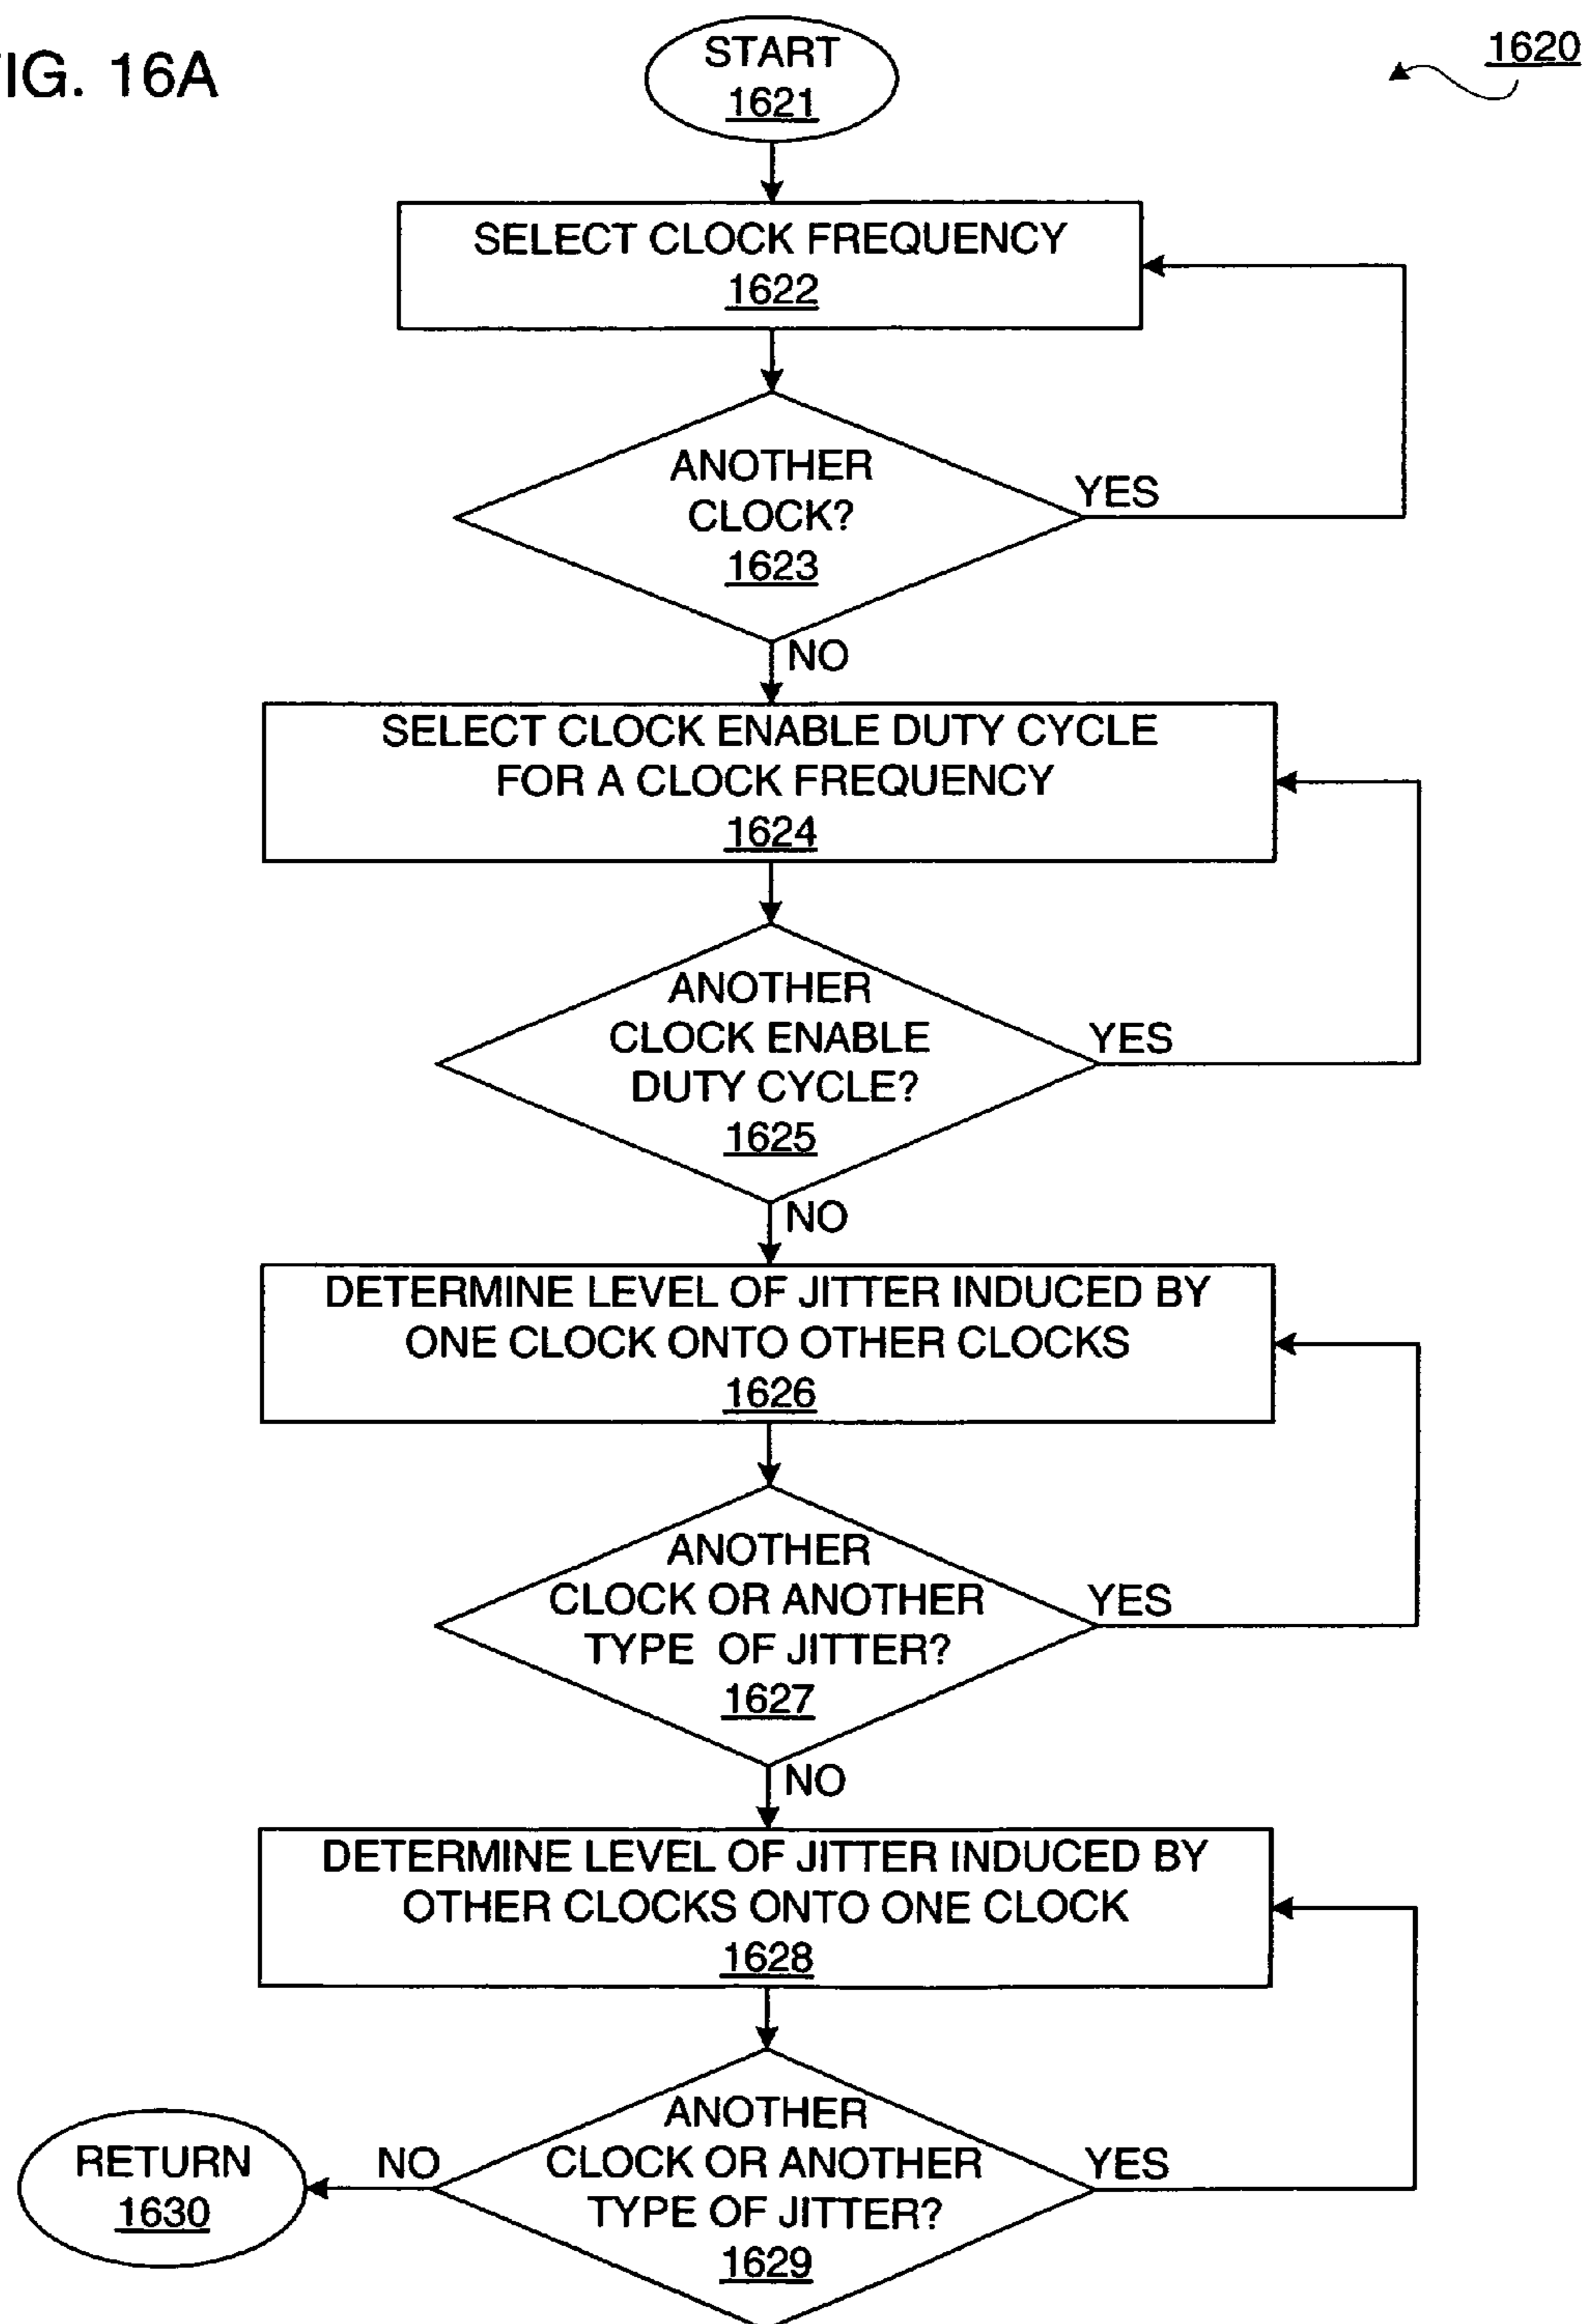 IG. 16A
1620
START
1621
SELECT CLOCK FREQUENCY
1622
ANOTHER
CLOCK?
1623
YES
NO
SELECT CLOCK ENABLE DUTY CYCLE
FOR A CLOCK FREQUENCY
1624
ANOTHER
CLOCK ENABLE
DUTY CYCLE?
1625
YES
NO
DETERMINE LEVEL OF JITTER INDUCED BY
ONE CLOCK ONTO OTHER CLOCKS
1626
ANOTHER
CLOCK OR ANOTHER
TYPE OF JITTER?
1627
YES
NO
DETERMINE LEVEL OF JITTER INDUCED BY
OTHER CLOCKS ONTO ONE CLOCK
1628
ANOTHER
CLOCK OR ANOTHER
TYPE OF JITTER?
1629
YES
NO
RETURN
1630